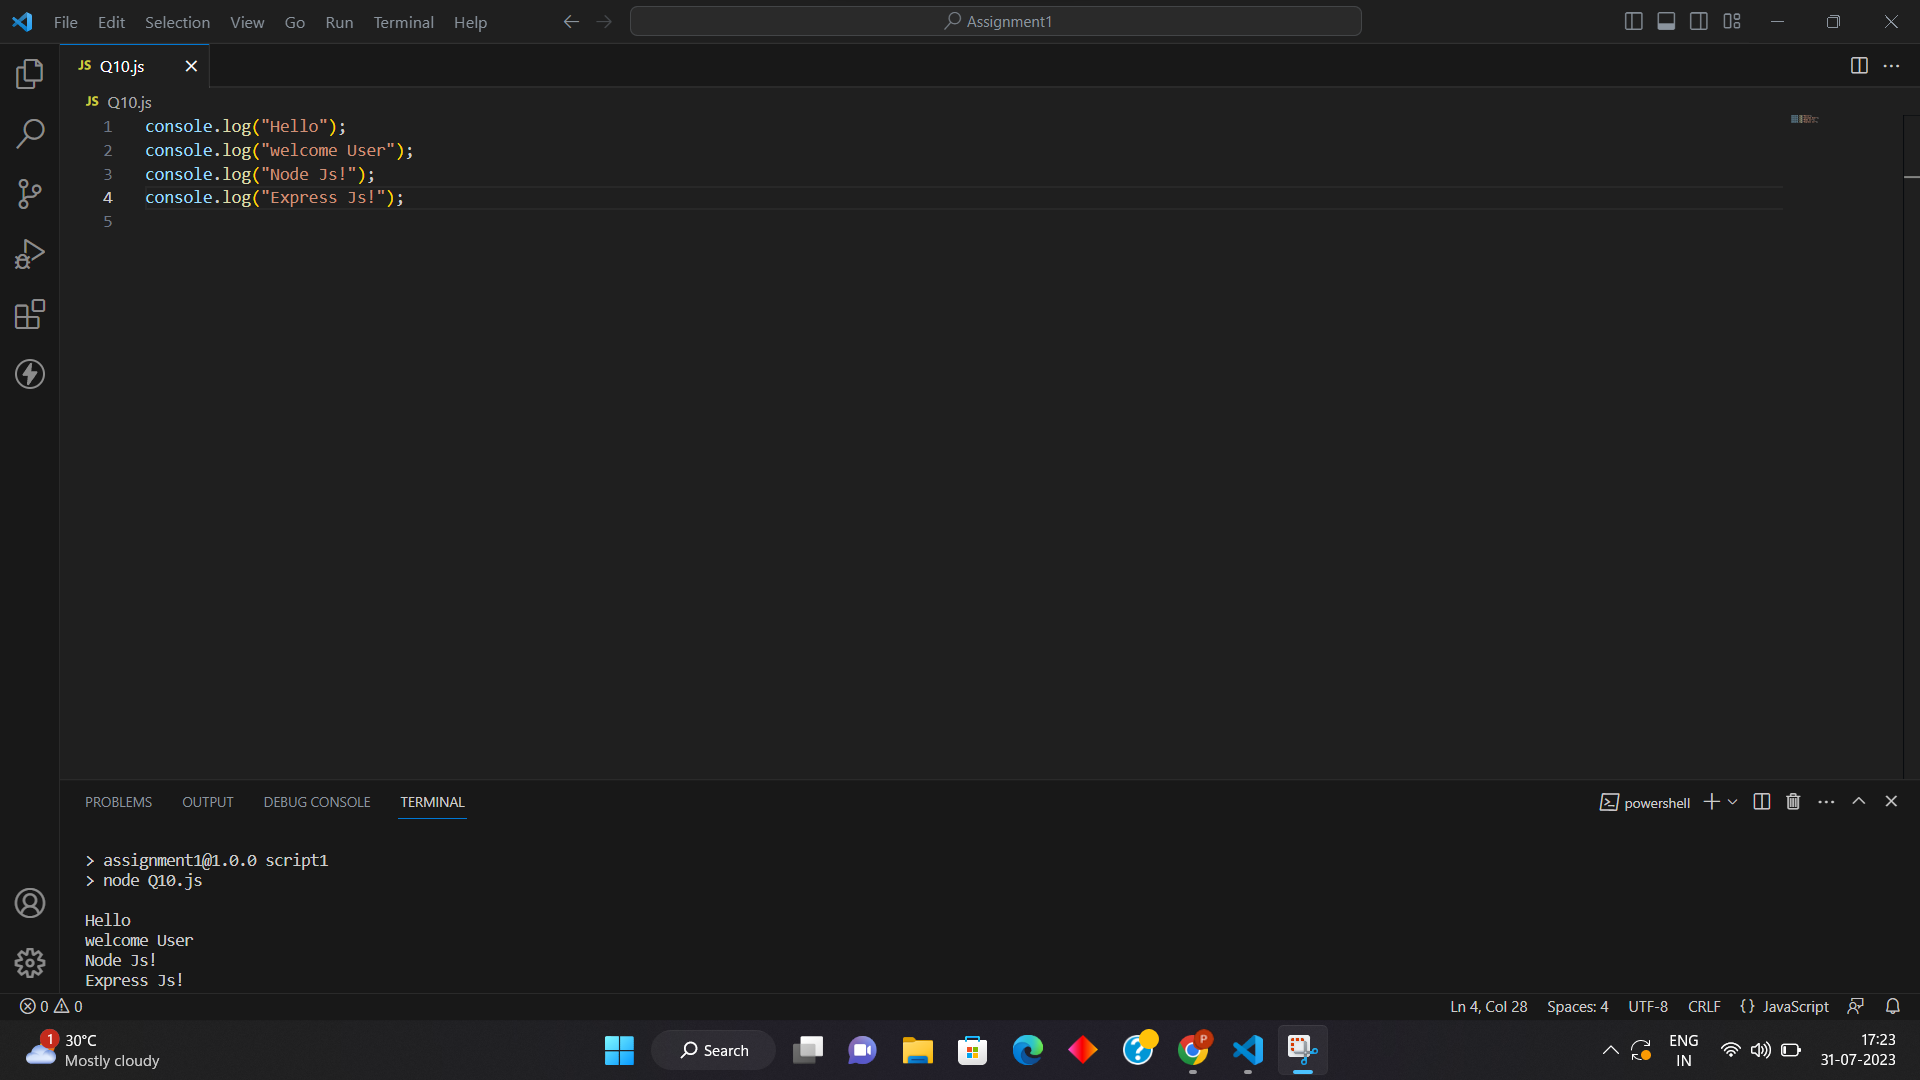 File Edit Selection View Go Run Terminal Help
Assignment1
JS Q10.js
JS Q10.js
1 console.log("Hello");
2 console.log("welcome User");
3 console.log("Node Js!");
4 console.log("Express Js!");
5
PROBLEMS OUTPUT DEBUG CONSOLE TERMINAL
powershell
> assignment1@1.0.0 script1
> node Q10.js
Hello
welcome User
Node Js!
Express Js!
0 0
Ln 4, Col 28 Spaces: 4 UTF-8 CRLF {} JavaScript
1
30°C
Mostly cloudy
Search
P
ENG
IN
17:23
31-07-2023